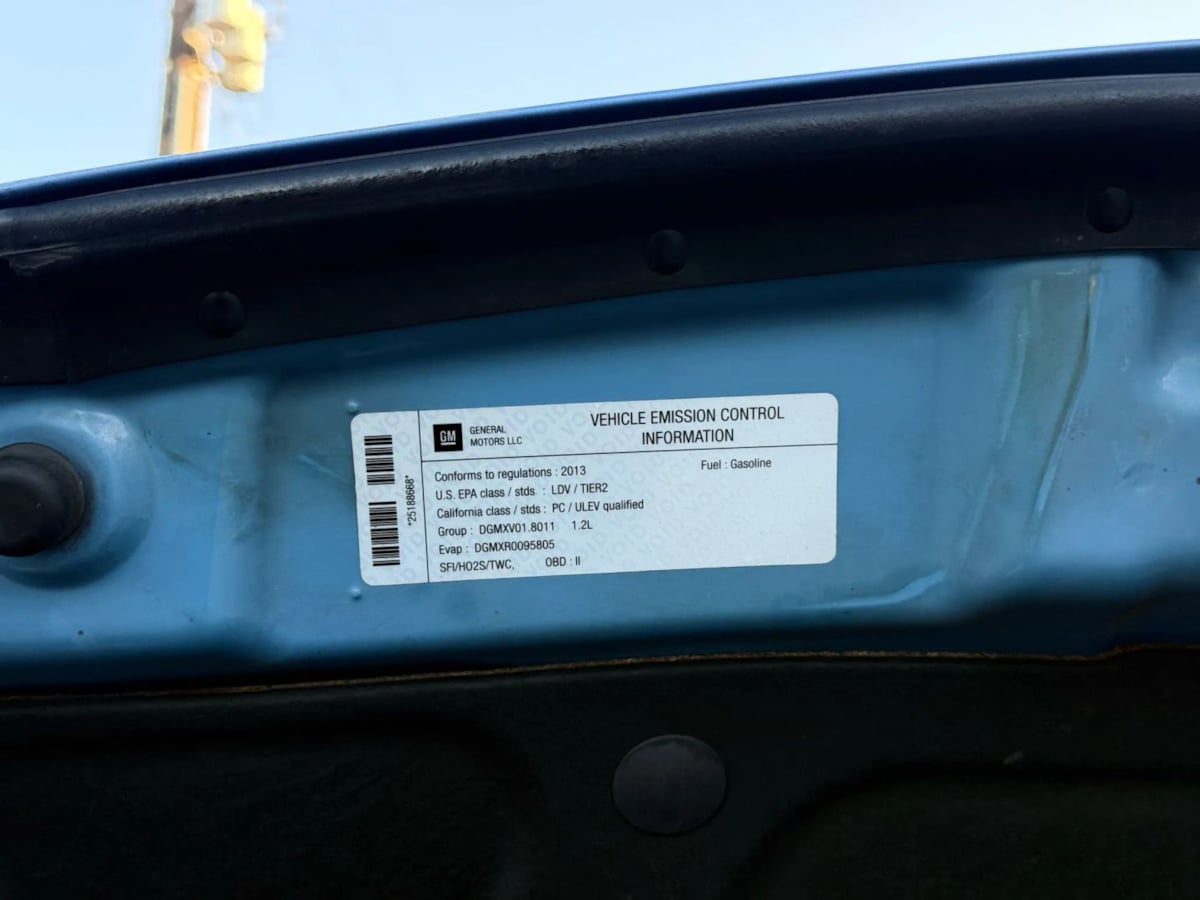 GM
GENERAL
MOTORS LLC
VEHICLE EMISSION CONTROL
INFORMATION
*25188668*
Conforms to regulations : 2013
Fuel : Gasoline
U.S. EPA class / stds : LDV / TIER2
California class / stds : PC / ULEV qualified
Group : DGMXV01.8011 1.2L
Evap : DGMXR0095805
SFI/HO2S/TWC, OBD : II